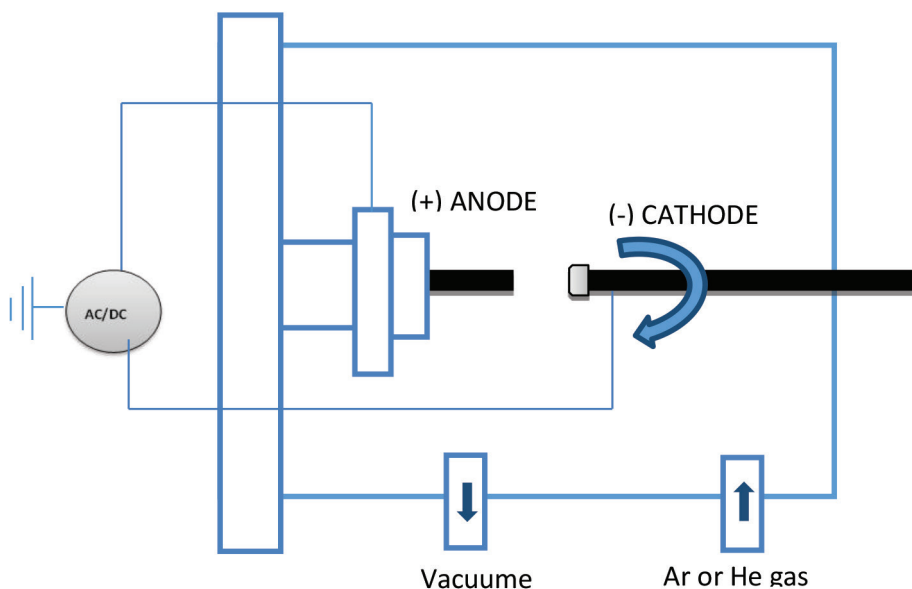 (+) ANODE
(-) CATHODE
AC/DC
Vacuume
Ar or He gas